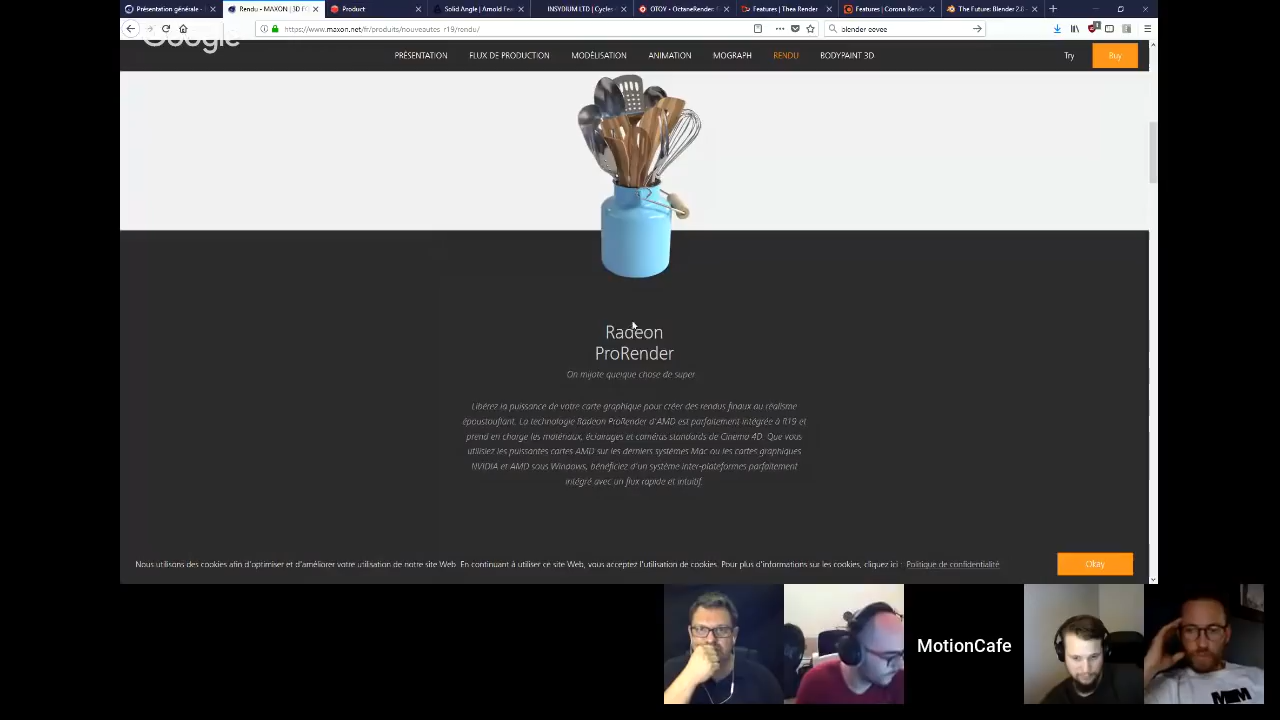 Présentation générale -
Rendu - MAXON | 3D FO
Product
Solid Angle | Arnold Fea
INSYDIUM LTD | Cycles
OTOY • OctaneRender
Features | Thea Render
Features | Corona Rende
The Future: Blender 2.8
https://www.maxon.net/fr/produits/nouveautes_r19/rendu/
blender eevee
Google
PRÉSENTATION
FLUX DE PRODUCTION
MODÉLISATION
ANIMATION
MOGRAPH
RENDU
BODYPAINT 3D
Try
Buy
Radeon
ProRender
On mijote quelque chose de super
Libérez la puissance de votre carte graphique pour créer des rendus finaux au réalisme
époustouflant. La technologie Radeon ProRender d'AMD est parfaitement intégrée à R19 et
prend en charge les matériaux, éclairages et caméras standards de Cinema 4D. Que vous
utilisiez les puissantes cartes AMD sur les derniers systèmes Mac ou les cartes graphiques
NVIDIA et AMD sous Windows, bénéficiez d'un système inter-plateformes parfaitement
intégré avec un flux rapide et intuitif.
Nous utilisons des cookies afin d'optimiser et d'améliorer votre utilisation de notre site Web. En continuant à utiliser ce site Web, vous acceptez l'utilisation de cookies. Pour plus d'informations sur les cookies, cliquez ici : Politique de confidentialité
Okay
MotionCafe